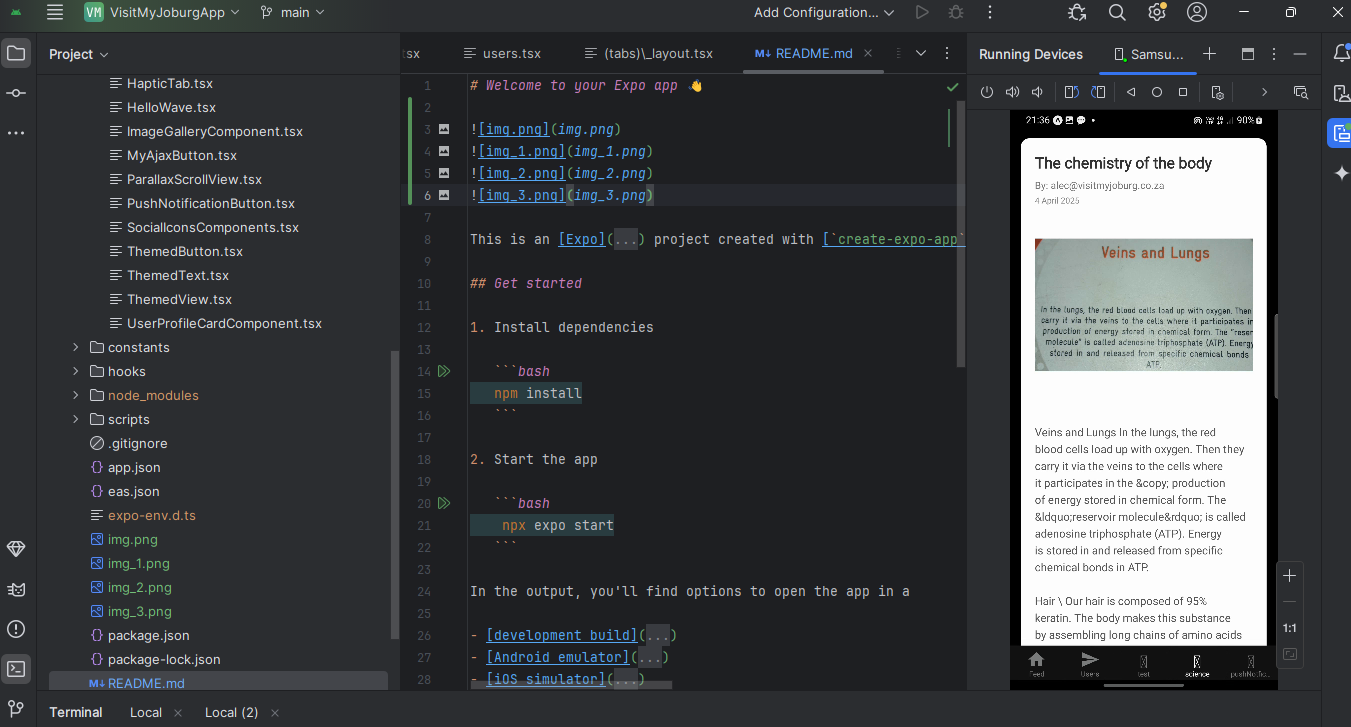 VM VisitMyJoburgApp main Add Configuration...
Project
HapticTab.tsx
HelloWave.tsx
ImageGalleryComponent.tsx
MyAjaxButton.tsx
ParallaxScrollView.tsx
PushNotificationButton.tsx
SocialIconsComponents.tsx
ThemedButton.tsx
ThemedText.tsx
ThemedView.tsx
UserProfileCardComponent.tsx
constants
hooks
node_modules
scripts
.gitignore
app.json
eas.json
expo-env.d.ts
img.png
img_1.png
img_2.png
img_3.png
package.json
package-lock.json
M↓ README.md
tsx users.tsx (tabs)\_layout.tsx M↓ README.md
1 # Welcome to your Expo app 👋
2
3 ![img.png](img.png)
4 ![img_1.png](img_1.png)
5 ![img_2.png](img_2.png)
6 ![img_3.png](img_3.png)
7
8 This is an [Expo](...) project created with [`create-expo-app`
9
10 ## Get started
11
12 1. Install dependencies
13
14 ```bash
15 npm install
16 ```
17
18 2. Start the app
19
20 ```bash
21 npx expo start
22 ```
23
24 In the output, you'll find options to open the app in a
25
26 - [development build](...)
27 - [Android emulator](...)
28 - [iOS simulator](...)
Running Devices Samsu...
21:36 90%
The chemistry of the body
By: alec@visitmyjoburg.co.za
4 April 2025
Veins and Lungs
In the lungs, the red blood cells load up with oxygen. Then
carry it via the veins to the cells where it participates in
production of energy stored in chemical form. The "reser
molecule" is called adenosine triphosphate (ATP). Energy
stored in and released from specific chemical bonds
ATP.
Veins and Lungs In the lungs, the red
blood cells load up with oxygen. Then they
carry it via the veins to the cells where
it participates in the &copy; production
of energy stored in chemical form. The
&ldquo;reservoir molecule&rdquo; is called
adenosine triphosphate (ATP). Energy
is stored in and released from specific
chemical bonds in ATP.
Hair \ Our hair is composed of 95%
keratin. The body makes this substance
by assembling long chains of amino acids
Feed Users test science pushNotific...
1:1
Terminal Local Local (2)